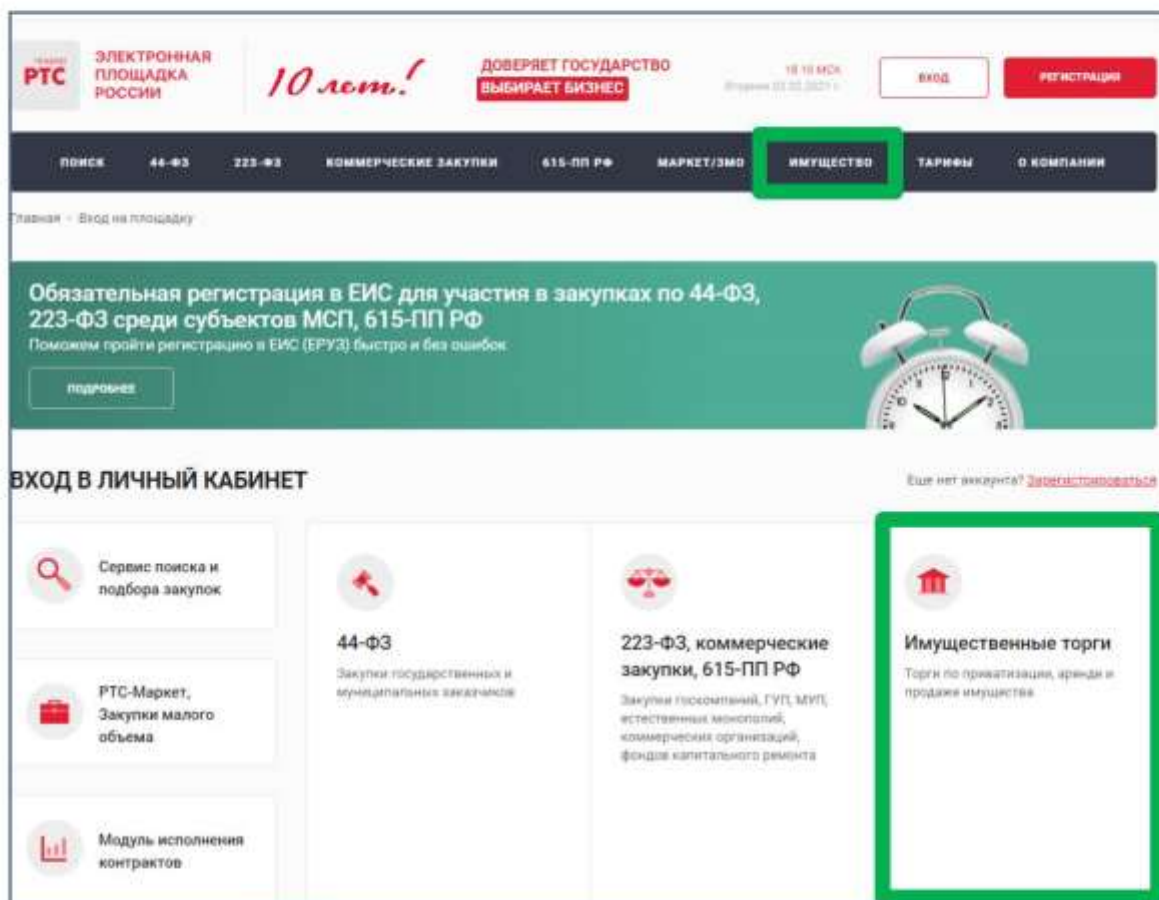 РТС
ЭЛЕКТРОННАЯ
ПЛОЩАДКА
РОССИИ
10 лет!
ДОВЕРЯЕТ ГОСУДАРСТВО
ВЫБИРАЕТ БИЗНЕС
ВХОД
РЕГИСТРАЦИЯ
ПОИСК 44-ФЗ 223-ФЗ КОММЕРЧЕСКИЕ ЗАКУПКИ 615-ПП РФ МАРКЕТ/ЗМО ИМУЩЕСТВО ТАРИФЫ О КОМПАНИИ
Главная - Вход на площадку
Обязательная регистрация в ЕИС для участия в закупках по 44-ФЗ,
223-ФЗ среди субъектов МСП, 615-ПП РФ
Поможем пройти регистрацию в ЕИС (ЕРУЗ) быстро и без ошибок
ПОДРОБНЕЕ
ВХОД В ЛИЧНЫЙ КАБИНЕТ
Еще нет аккаунта? Зарегистрироваться
Сервис поиска и
подбора закупок
РТС-Маркет,
Закупки малого
объема
Модуль исполнения
контрактов
44-ФЗ
Закупки государственных и
муниципальных заказчиков
223-ФЗ, коммерческие
закупки, 615-ПП РФ
Закупки госкомпаний, ГУП, МУП,
естественных монополий,
коммерческих организаций,
фондов капитального ремонта
Имущественные торги
Торги по приватизации, аренде и
продаже имущества